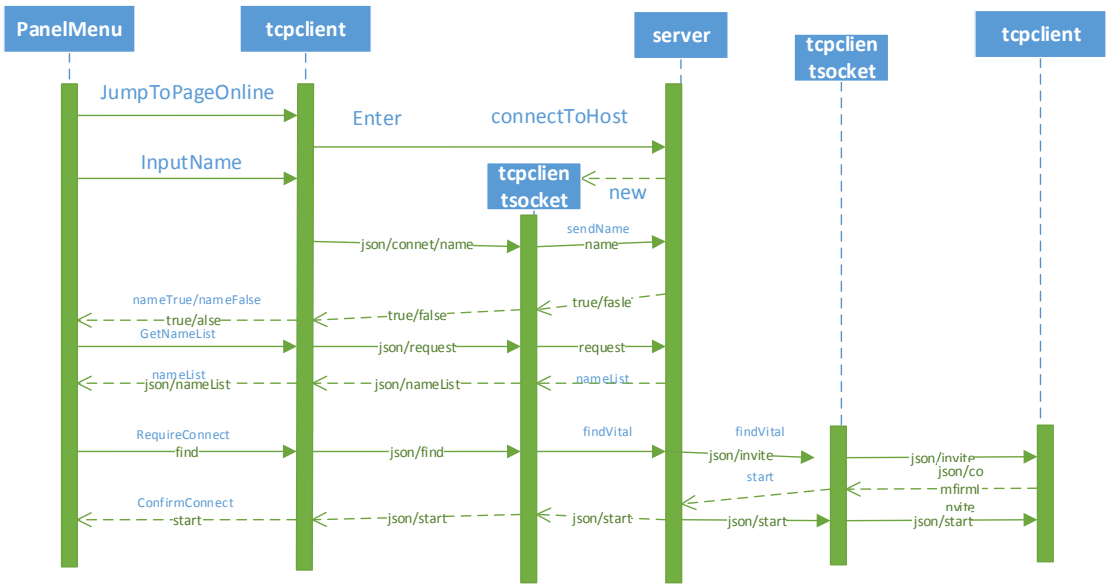 PanelMenu
tcpclient
server
tcpclien
tsocket
tcpclient
JumpToPageOnline
Enter
connectToHost
InputName
tcpclien
tsocket
new
sendName
json/connet/name
name
nameTrue/nameFalse
true/alse
true/false
true/fasle
GetNameList
json/request
request
nameList
json/nameList
json/nameList
nameList
RequireConnect
find
json/find
findVital
findVital
json/invite
json/invite
json/co
mfirmI
nvite
start
ConfirmConnect
start
json/start
json/start
json/start
json/start